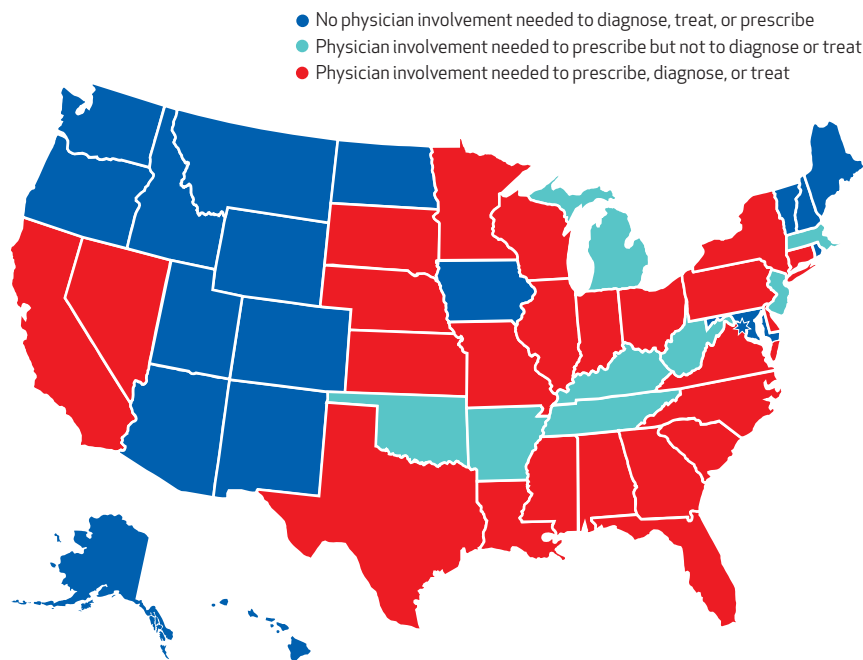 No physician involvement needed to diagnose, treat, or prescribe
Physician involvement needed to prescribe but not to diagnose or treat
Physician involvement needed to prescribe, diagnose, or treat